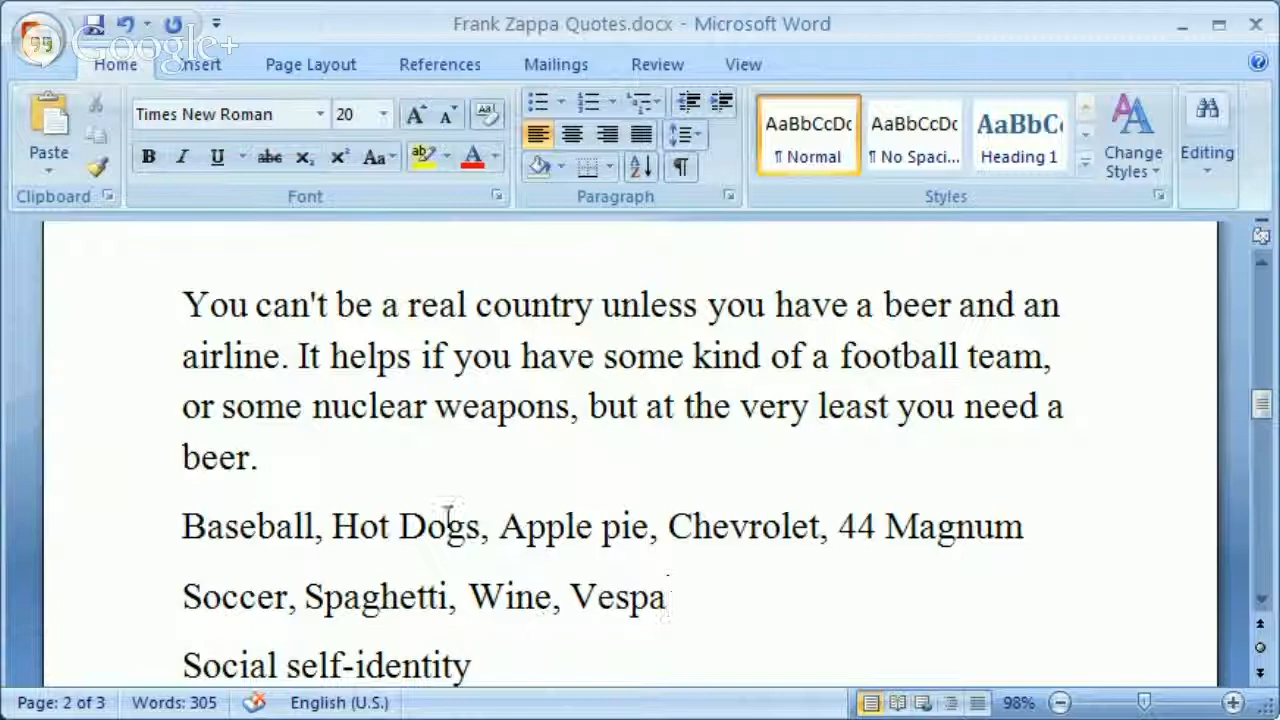 Frank Zappa Quotes.docx - Microsoft Word
Google+
Home Insert Page Layout References Mailings Review View
Times New Roman 20
AaBbCcDc AaBbCcDc AaBbCc
Paste
¶ Normal ¶ No Spaci... Heading 1 Change Styles Editing
Clipboard Font Paragraph Styles
You can't be a real country unless you have a beer and an
airline. It helps if you have some kind of a football team,
or some nuclear weapons, but at the very least you need a
beer.
Baseball, Hot Dogs, Apple pie, Chevrolet, 44 Magnum
Soccer, Spaghetti, Wine, Vespa
Social self-identity
Page: 2 of 3 Words: 305 English (U.S.) 98%